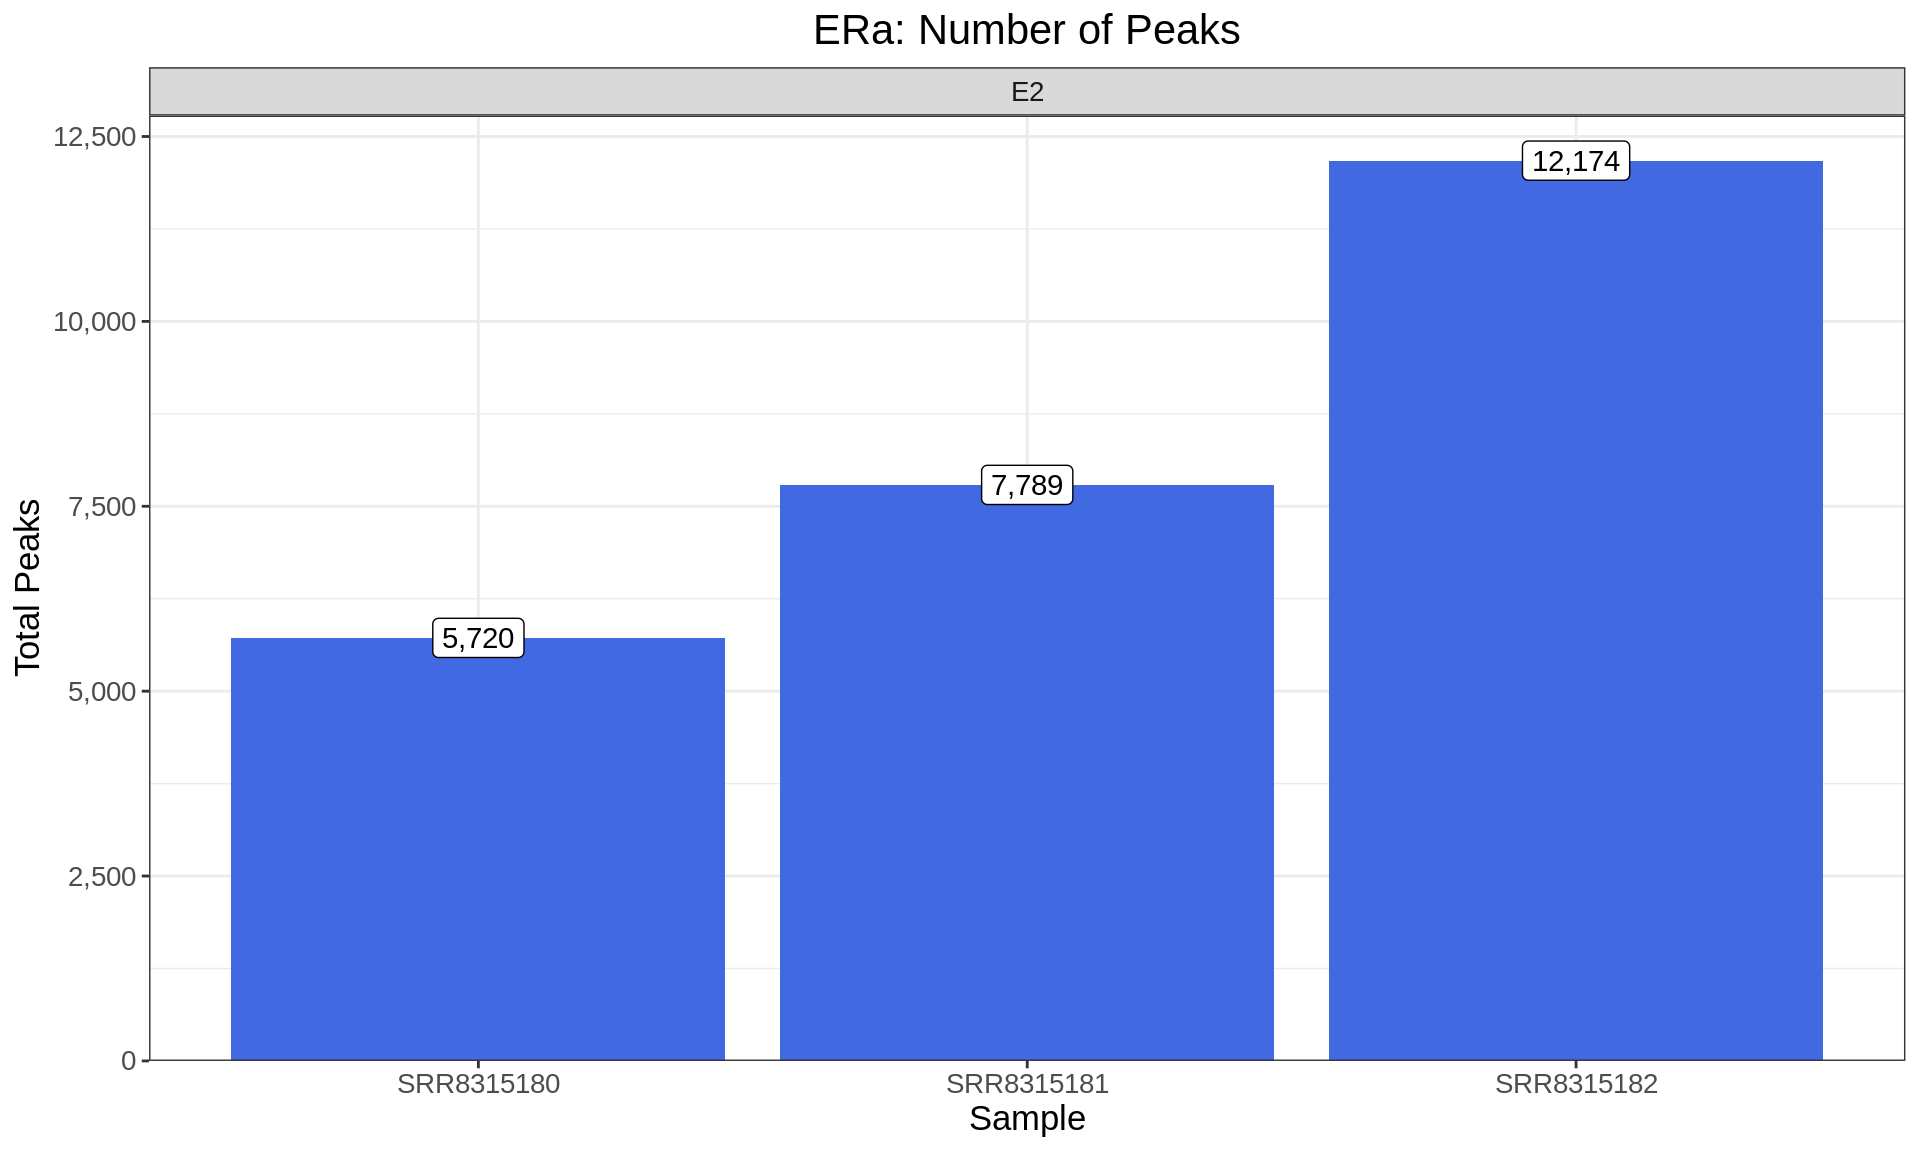 ERa: Number of Peaks
E2
12,500
10,000
7,500
5,000
2,500
0
Total Peaks
12,174
7,789
5,720
SRR8315180 SRR8315181 SRR8315182
Sample